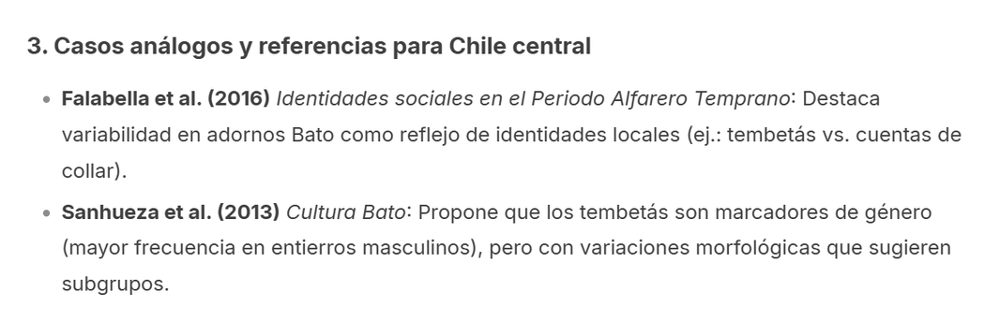 3. Casos análogos y referencias para Chile central
• Falabella et al. (2016) Identidades sociales en el Periodo Alfarero Temprano: Destaca
variabilidad en adornos Bato como reflejo de identidades locales (ej.: tembetás vs. cuentas de
collar).
• Sanhueza et al. (2013) Cultura Bato: Propone que los tembetás son marcadores de género
(mayor frecuencia en entierros masculinos), pero con variaciones morfológicas que sugieren
subgrupos.